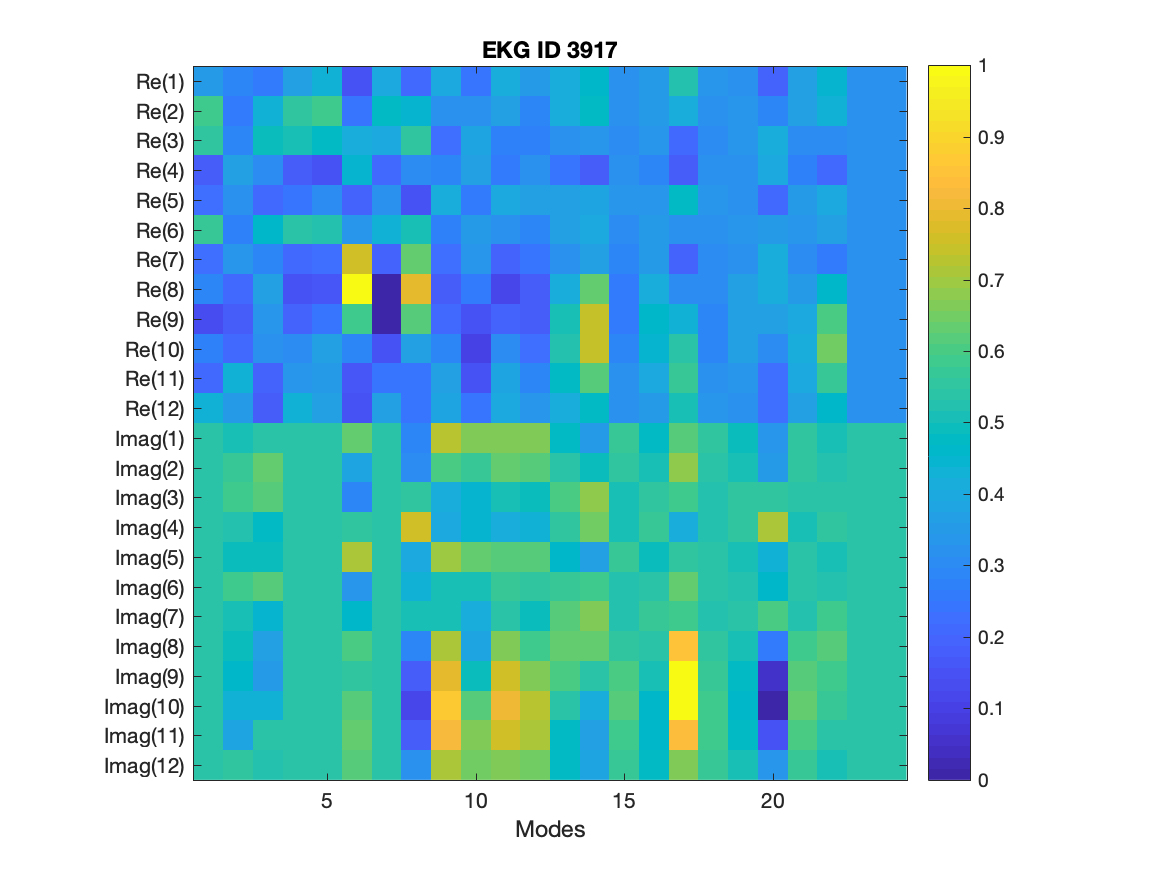 EKG ID 3917
Re(1)
Re(2)
Re(3)
Re(4)
Re(5)
Re(6)
Re(7)
Re(8)
Re(9)
Re(10)
Re(11)
Re(12)
Imag(1)
Imag(2)
Imag(3)
Imag(4)
Imag(5)
Imag(6)
Imag(7)
Imag(8)
Imag(9)
Imag(10)
Imag(11)
Imag(12)
5 10 15 20
Modes
1
0.9
0.8
0.7
0.6
0.5
0.4
0.3
0.2
0.1
0